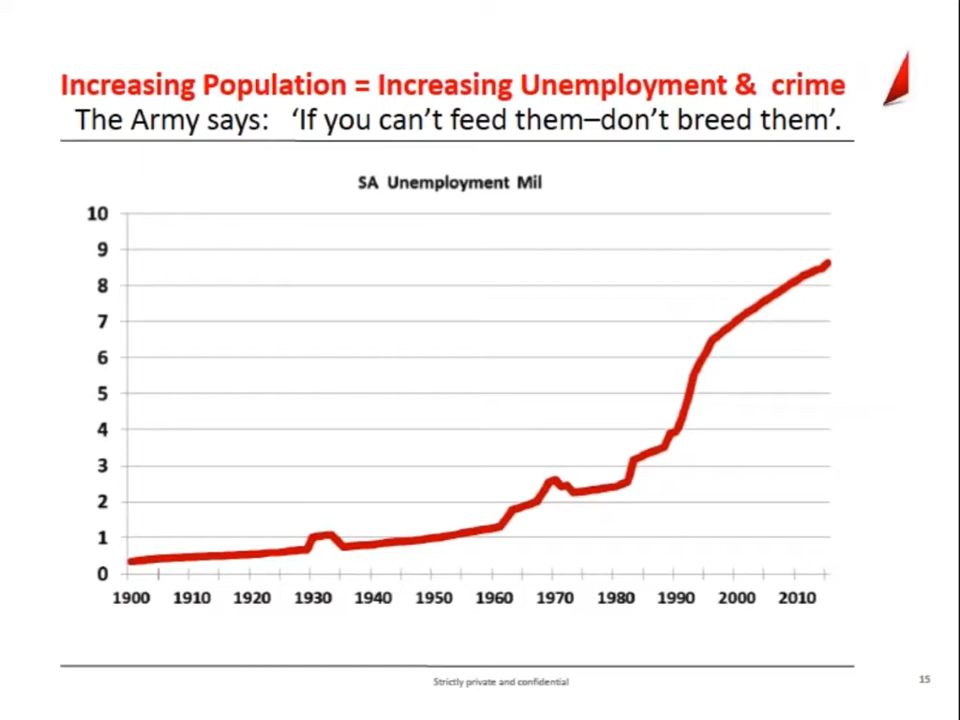 Increasing Population = Increasing Unemployment & crime
The Army says: ‘If you can’t feed them–don’t breed them’.
SA Unemployment Mil
10
9
8
7
6
5
4
3
2
1
0
1900 1910 1920 1930 1940 1950 1960 1970 1980 1990 2000 2010
Strictly private and confidential
15